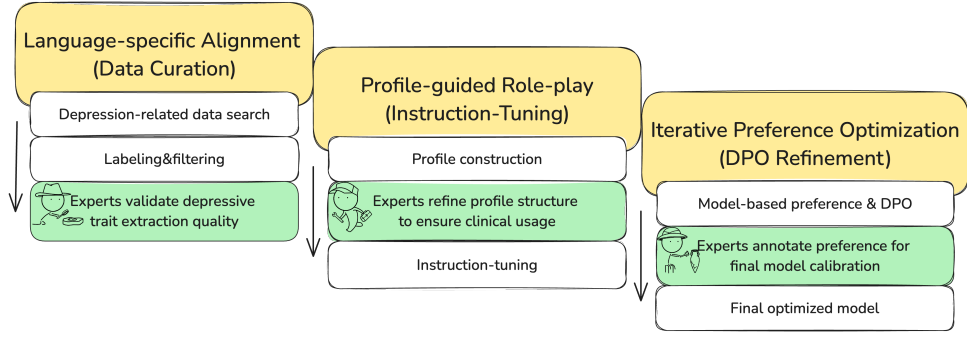 Language-specific Alignment
(Data Curation)
Depression-related data search
Labeling&filtering
Experts validate depressive
trait extraction quality
Profile-guided Role-play
(Instruction-Tuning)
Profile construction
Experts refine profile structure
to ensure clinical usage
Instruction-tuning
Iterative Preference Optimization
(DPO Refinement)
Model-based preference & DPO
Experts annotate preference for
final model calibration
Final optimized model